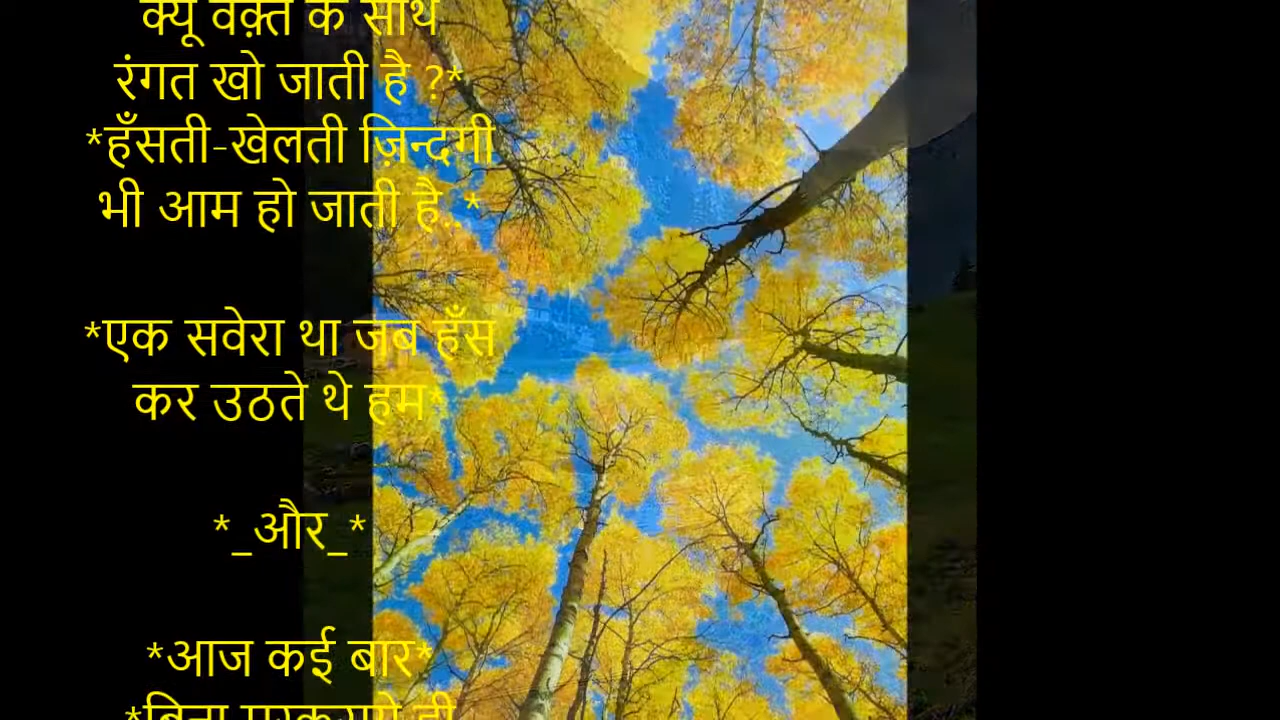 क्यू वक़्त के साथ
रंगत खो जाती है ?*
*हँसती-खेलती ज़िन्दगी
भी आम हो जाती है..*
*एक सवेरा था जब हँस
कर उठते थे हम*
*_और_*
*आज कई बार*
*बिना मुस्कुराये ही